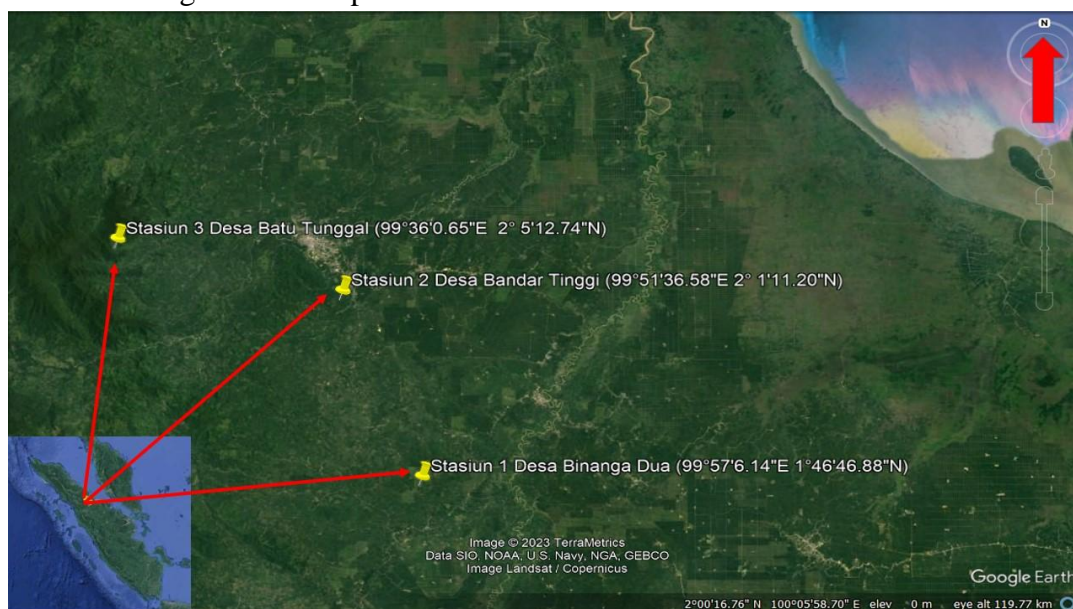 N
Stasiun 3 Desa Batu Tunggal (99°36'0.65"E 2° 5'12.74"N)
Stasiun 2 Desa Bandar Tinggi (99°51'36.58"E 2° 1'11.20"N)
Stasiun 1 Desa Binanga Dua (99°57'6.14"E 1°46'46.88"N)
Image © 2023 TerraMetrics
Data SIO, NOAA, U.S. Navy, NGA, GEBCO
Image Landsat / Copernicus
Google Earth
2°00'16.76" N 100°05'58.70" E elev 0 m eye alt 119.77 km